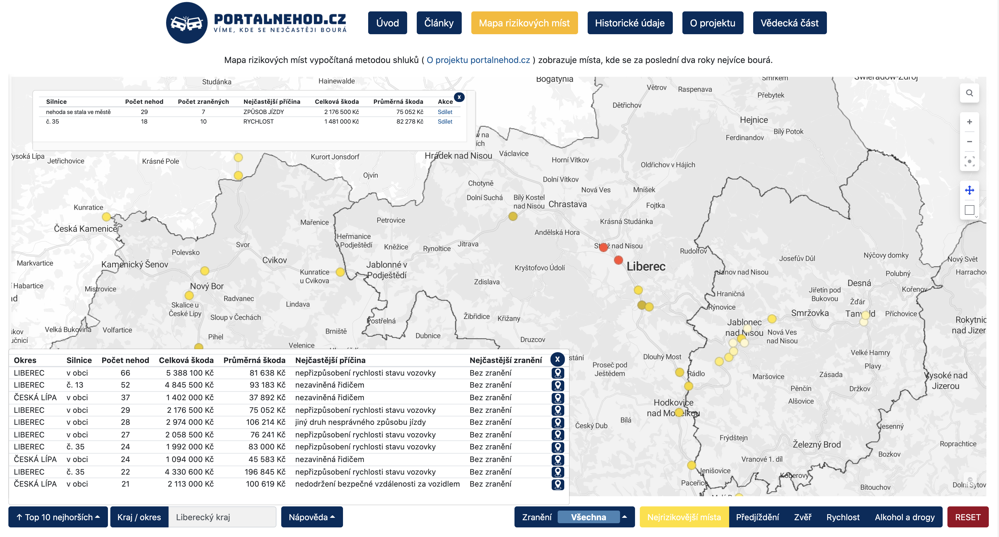 PORTALNEHOD.CZ
VÍME, KDE SE NEJČASTĚJI BOURÁ
Úvod
Články
Mapa rizikových míst
Historické údaje
O projektu
Vědecká část
Mapa rizikových míst vypočítaná metodou shluků ( O projektu portalnehod.cz ) zobrazuje místa, kde se za poslední dva roky nejvíce bourá.
Studánka
Hainewalde
Bogatynia
Větrov
Raspenava
Smrkem
Přebytek
Świeradów-Zdrój
Dětřichov
Hejnice
Bílý Potok
Ferdinandov
x
Silnice Počet nehod Počet zraněných Nejčastější příčina Celková škoda Průměrná škoda Akce
nehoda se stala ve městě 29 7 ZPŮSOB JÍZDY 2 176 500 Kč 75 052 Kč Sdílet
č. 35 18 10 RYCHLOST 1 481 000 Kč 82 278 Kč Sdílet
v na
ích
Jetřichovice
Krásné Pole
Kurort Jonsdorf
Hrádek nad Nisou
Václavice
Horní Vítkov
Oldřichov v Hájích
Ojvín
Chotyně
Dolní Vítkov
Nová Ves
Mníšek
Dolní Suchá
Bílý Kostel
nad Nisou
Chrastava
Fojtka
Kunratice
Česká Kamenice
Mařenice
Petrovice
Krásná Studánka
Andělská Hora
Heřmanice
v Podještědí
Kněžice
Rynoltice
Jítrava
nad Nisou
Svor
Polevsko
Rudolfov
Josefův Důl
Nýčovy domky
Nový Svět
Markvartice
Kamenický Šenov
Cvikov
Jablonné v
Podještědí
Kryštofovo Údolí
Liberec
Janov nad Nisou
Polubný
Harrachov
Kunratice
u Cvikova
Zdislava
Desná
Habartice
Mistrovice
Nový Bor
Hraničná
Jiřetín pod
Bukovou
Kořenov
Radvanec
Lindava
Žďár
Skalice u
České Lípy
Rýnovice
Smržovka
Tanvald
Příchovice
Sloup v Čechách
Žibřidice
Křižany
Postřelná
Jablonec
nad Nisou
Rokytnic
nad Jizer
Velká Bukovina
Volfartice
Brniště
Nová Ves
nad Nisou
Pihel
Dubnice
Druzcov
Velenice
Velké Hamry
Dlouhý Most
Proseč pod
Ještědem
Plavy
Rádlo
Maršovice
Zásada
Vysoké nad
Jizerou
Pěnčín
Držkov
Hodkovice
nad Mohelkou
Alšovice
Český Dub
Bílá
Jesenný
Frýdštejn
Železný Brod
Roprachtice
Bozkov
Vranové 1. díl
Jenišovice
Koberovy
Paceřice
Bítouchov
©
x
Okres Silnice Počet nehod Celková škoda Průměrná škoda Nejčastější příčina Nejčastější zranění
LIBEREC v obci 66 5 388 100 Kč 81 638 Kč nepřizpůsobení rychlosti stavu vozovky Bez zranění
LIBEREC č. 13 52 4 845 500 Kč 93 183 Kč nezaviněná řidičem Bez zranění
ČESKÁ LÍPA v obci 37 1 402 000 Kč 37 892 Kč nezaviněná řidičem Bez zranění
LIBEREC v obci 29 2 176 500 Kč 75 052 Kč nepřizpůsobení rychlosti stavu vozovky Bez zranění
LIBEREC v obci 28 2 974 000 Kč 106 214 Kč jiný druh nesprávného způsobu jízdy Bez zranění
LIBEREC v obci 27 2 058 500 Kč 76 241 Kč nepřizpůsobení rychlosti stavu vozovky Bez zranění
LIBEREC č. 35 24 1 992 000 Kč 83 000 Kč nepřizpůsobení rychlosti stavu vozovky Bez zranění
ČESKÁ LÍPA v obci 24 1 094 000 Kč 45 583 Kč nezaviněná řidičem Bez zranění
LIBEREC č. 35 22 4 330 600 Kč 196 845 Kč nepřizpůsobení rychlosti stavu vozovky Bez zranění
ČESKÁ LÍPA v obci 21 2 113 000 Kč 100 619 Kč nedodržení bezpečné vzdálenosti za vozidlem Bez zranění
↑ Top 10 nejhorších
Kraj / okres
Liberecký kraj
Nápověda
Zranění
Všechna
Nejrizikovější místa
Předjíždění
Zvěř
Rychlost
Alkohol a drogy
RESET